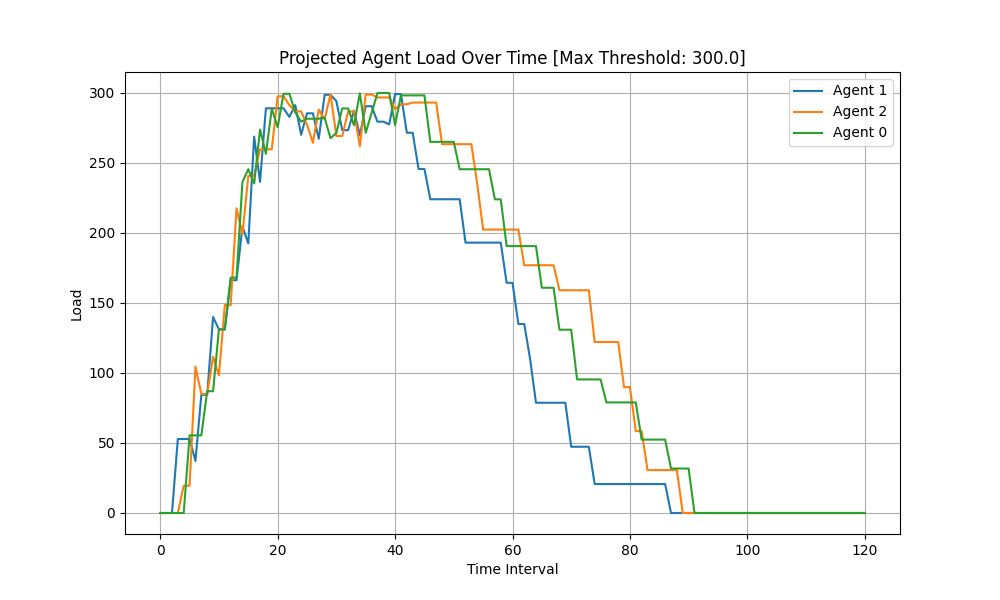 Projected Agent Load Over Time [Max Threshold: 300.0]
Agent 1
Agent 2
Agent 0
Load
300
250
200
150
100
50
0
0 20 40 60 80 100 120
Time Interval